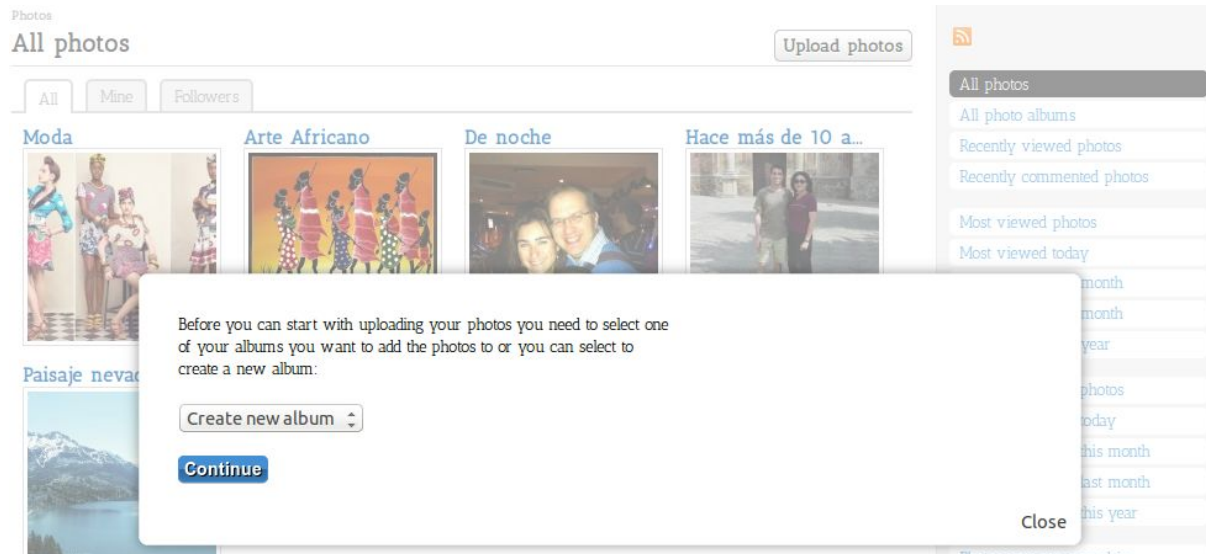 Photos
All photos
Upload photos
All
Mine
Followers
Moda
Arte Africano
De noche
Hace más de 10 a...
Paisaje nevad
Before you can start with uploading your photos you need to select one
of your albums you want to add the photos to or you can select to
create a new album:
Create new album
Continue
Close
All photos
All photo albums
Recently viewed photos
Recently commented photos
Most viewed photos
Most viewed today
month
month
year
photos
today
this month
last month
this year